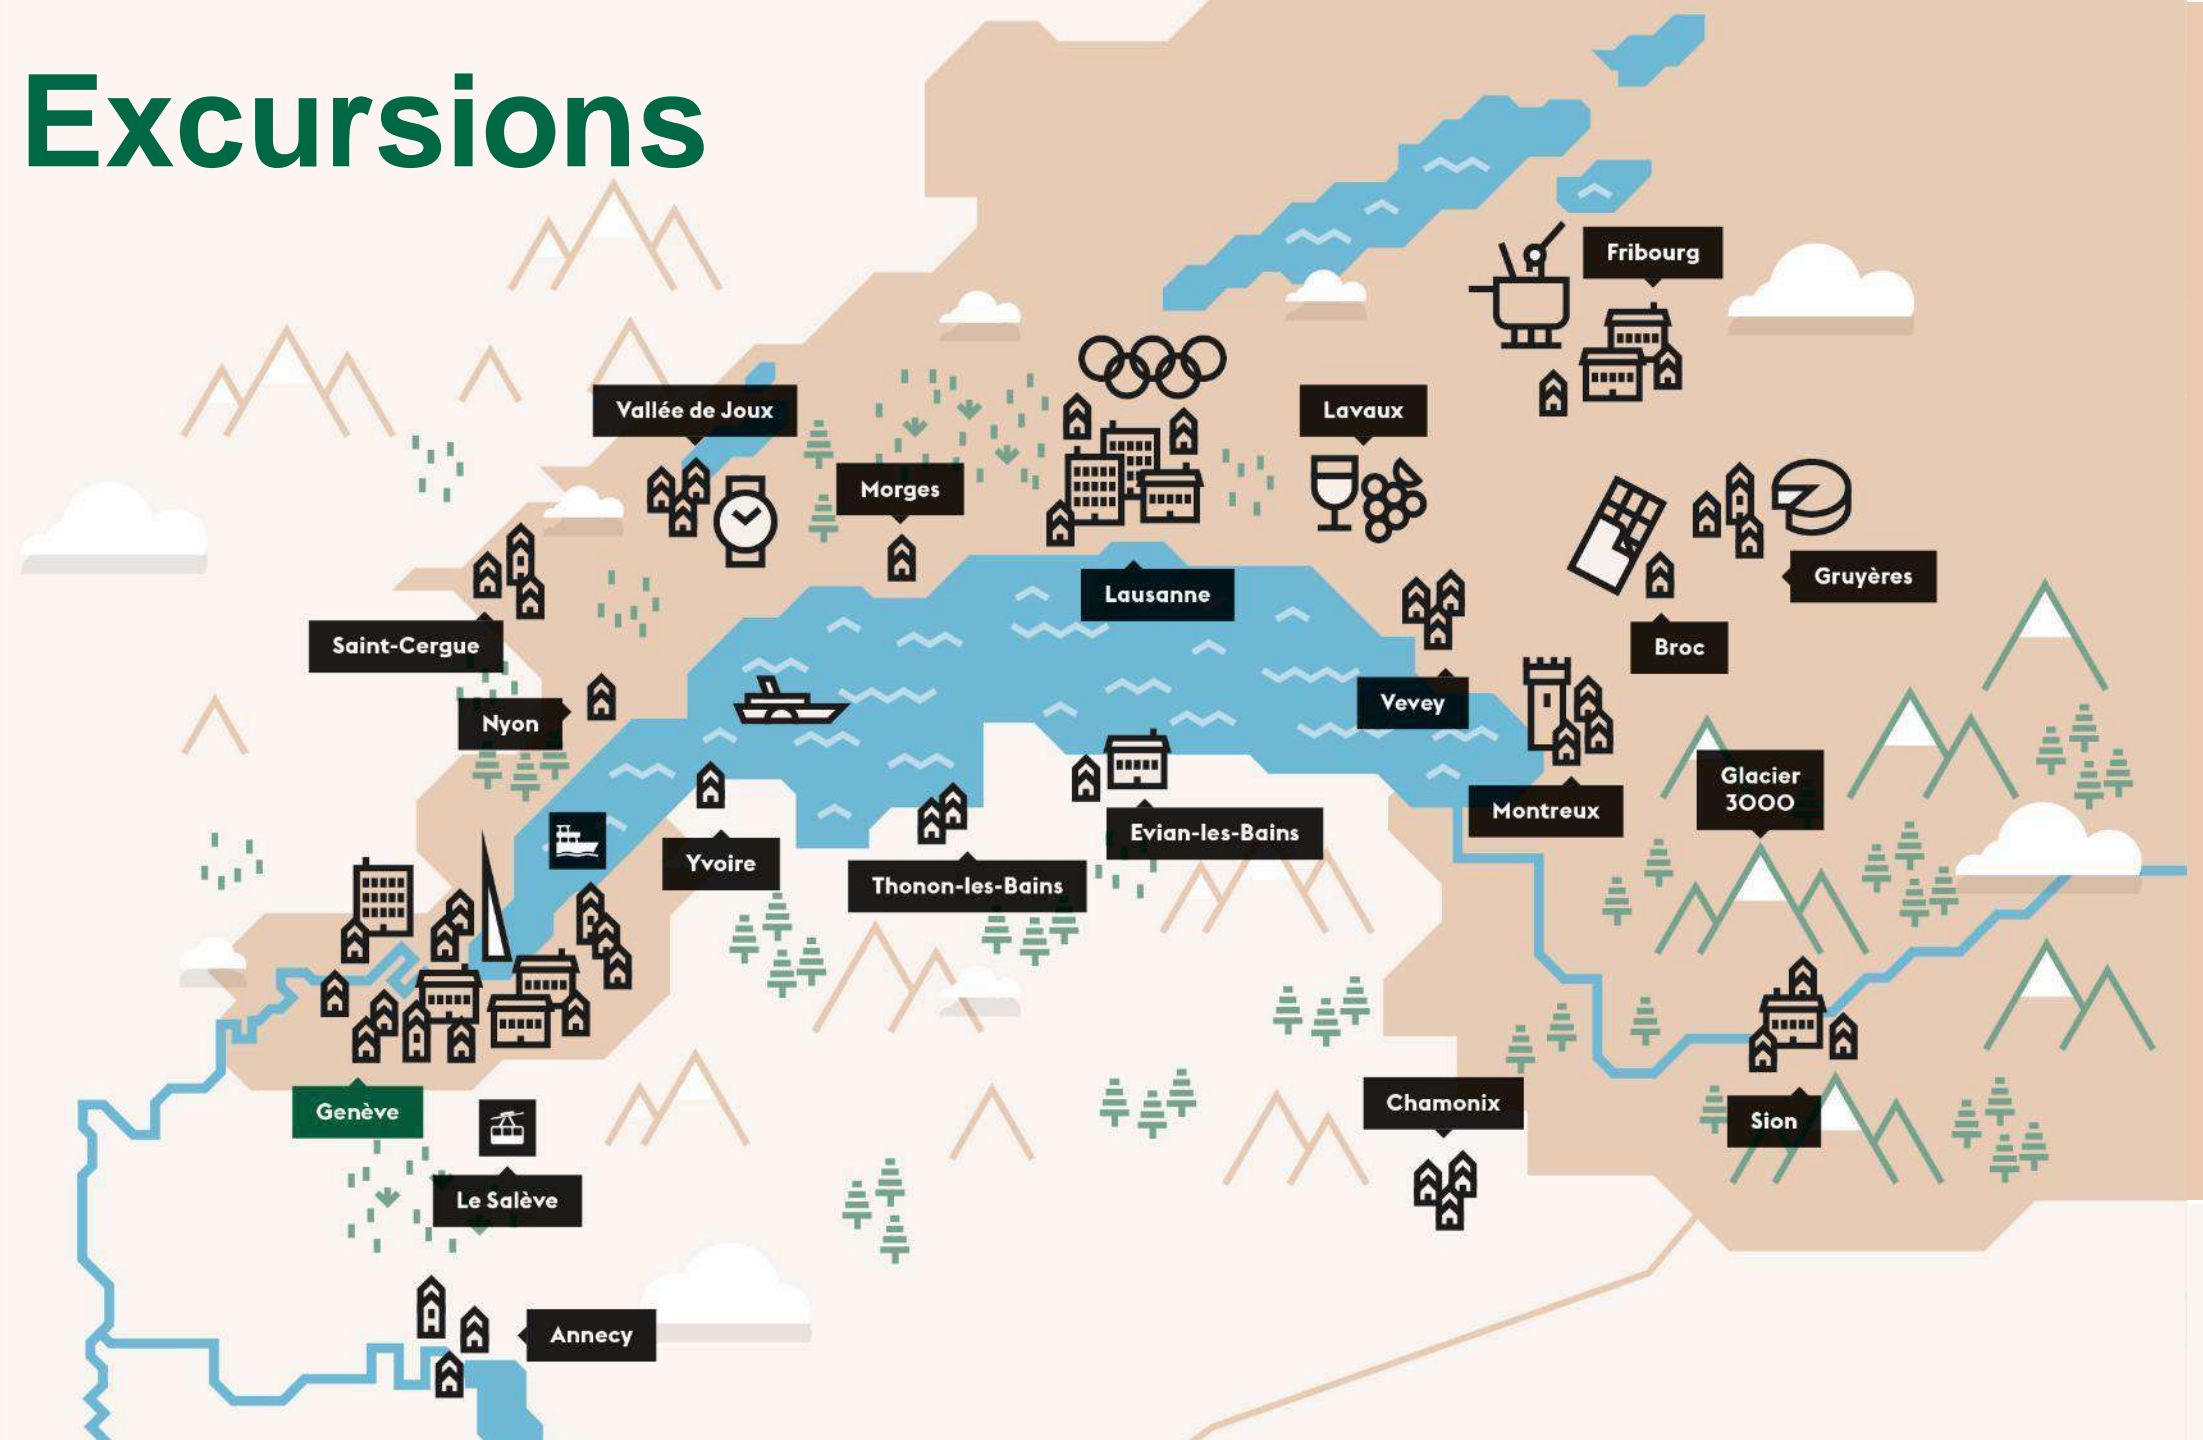 Excursions
Fribourg
Vallée de Joux
Lavaux
Morges
Gruyères
Lausanne
Saint-Cergue
Broc
Vevey
Nyon
Glacier
3000
Montreux
Evian-les-Bains
Yvoire
Thonon-les-Bains
Chamonix
Genève
Sion
Le Salève
Annecy